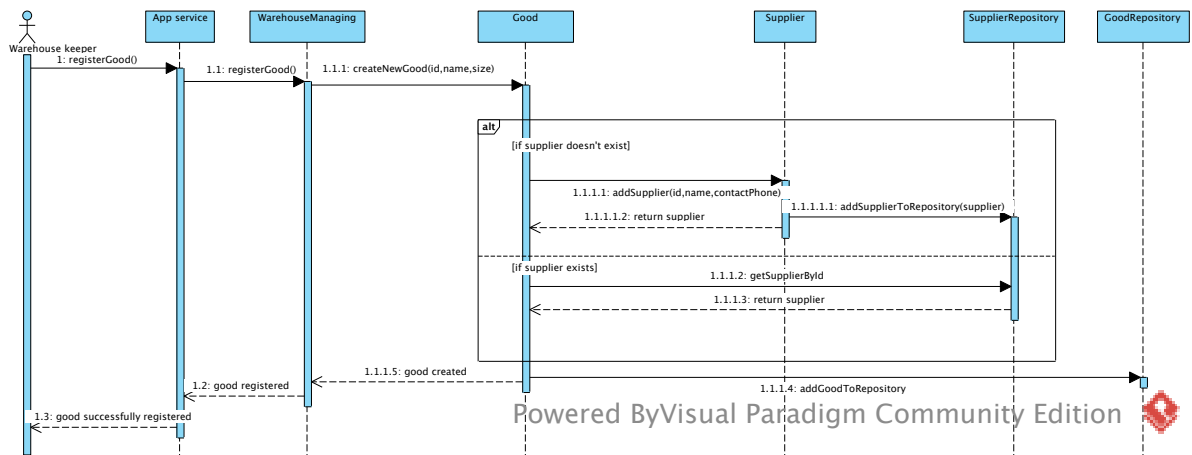 App service
WarehouseManaging
Good
Supplier
SupplierRepository
GoodRepository
Warehouse keeper
1: registerGood()
1.1: registerGood()
1.1.1: createNewGood(id,name,size)
alt
[if supplier doesn't exist]
1.1.1.1: addSupplier(id,name,contactPhone)
1.1.1.1.1: addSupplierToRepository(supplier)
1.1.1.1.2: return supplier
[if supplier exists]
1.1.1.2: getSupplierById
1.1.1.3: return supplier
1.1.1.5: good created
1.1.1.4: addGoodToRepository
1.2: good registered
1.3: good successfully registered
Powered ByVisual Paradigm Community Edition